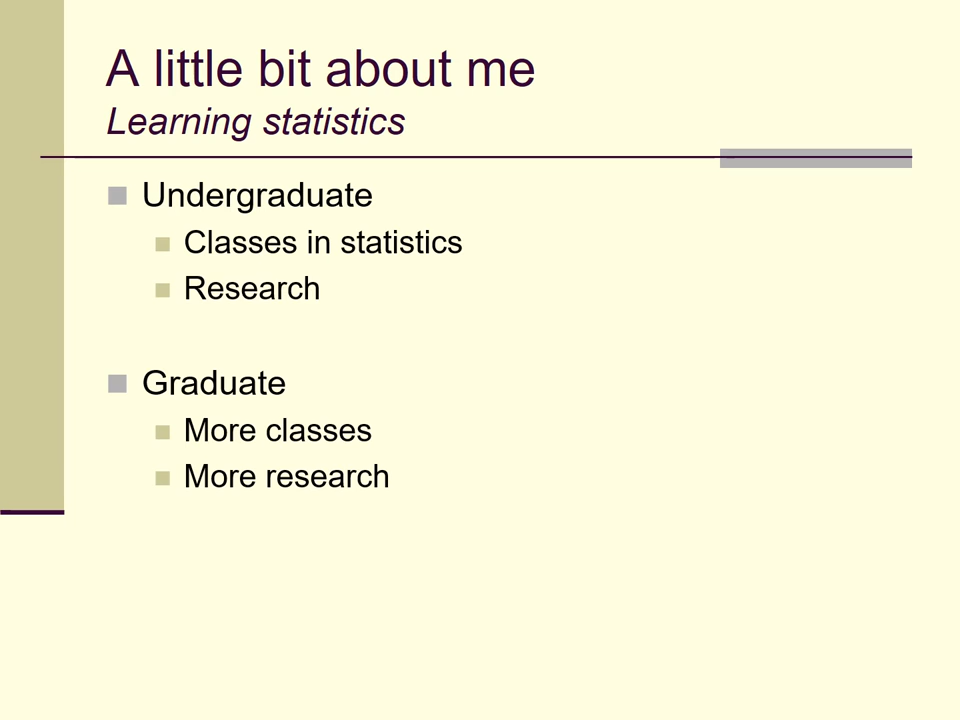 A little bit about me
Learning statistics
Undergraduate
Classes in statistics
Research
Graduate
More classes
More research